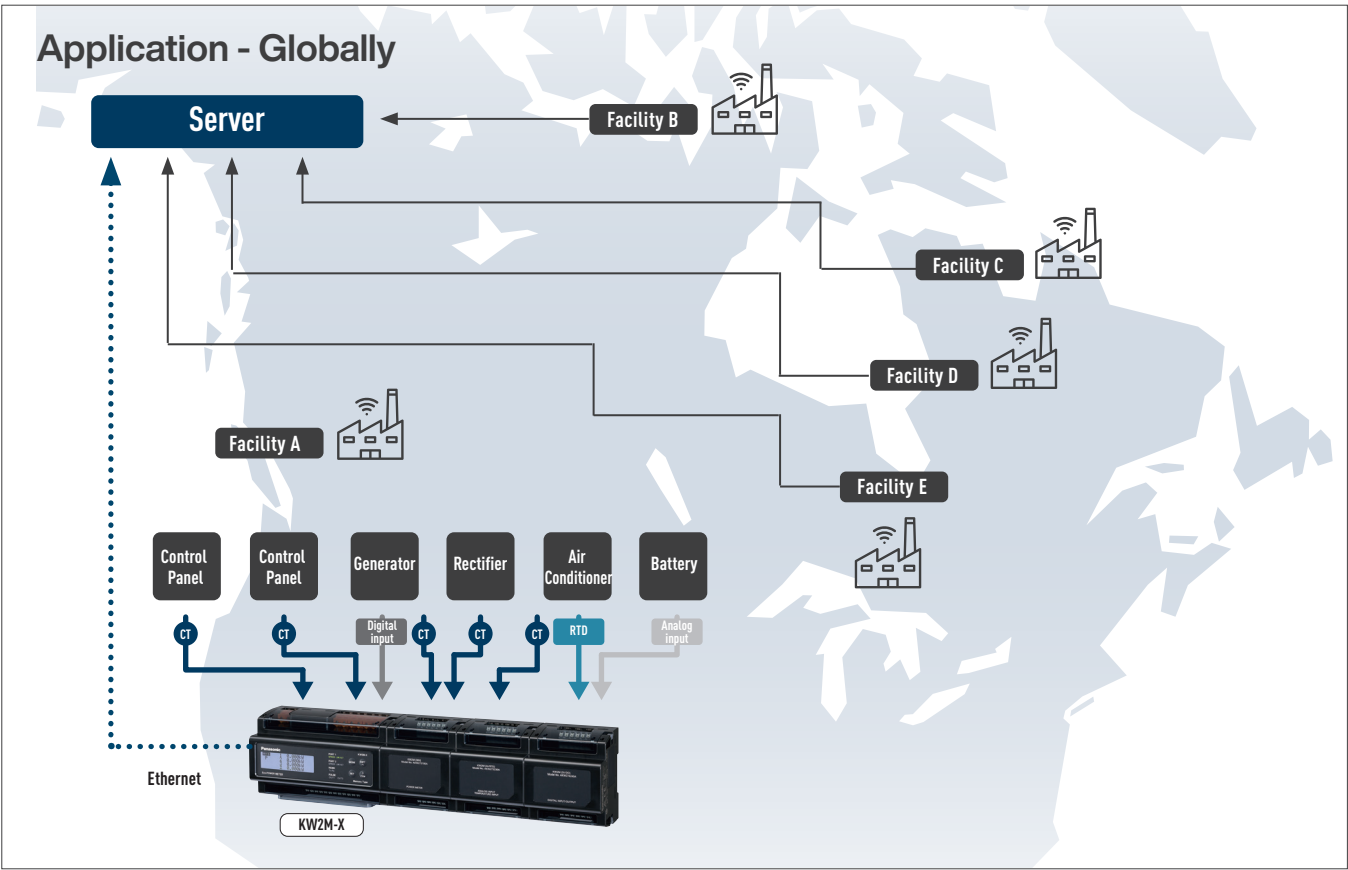 Application - Globally
Server
Facility B
Facility C
Facility D
Facility A
Facility E
Control
Panel
Control
Panel
Generator
Rectifier
Air
Conditioner
Battery
CT
CT
Digital
input
CT
CT
CT
RTD
Analog
input
Panasonic
Ethernet
KW2M-X